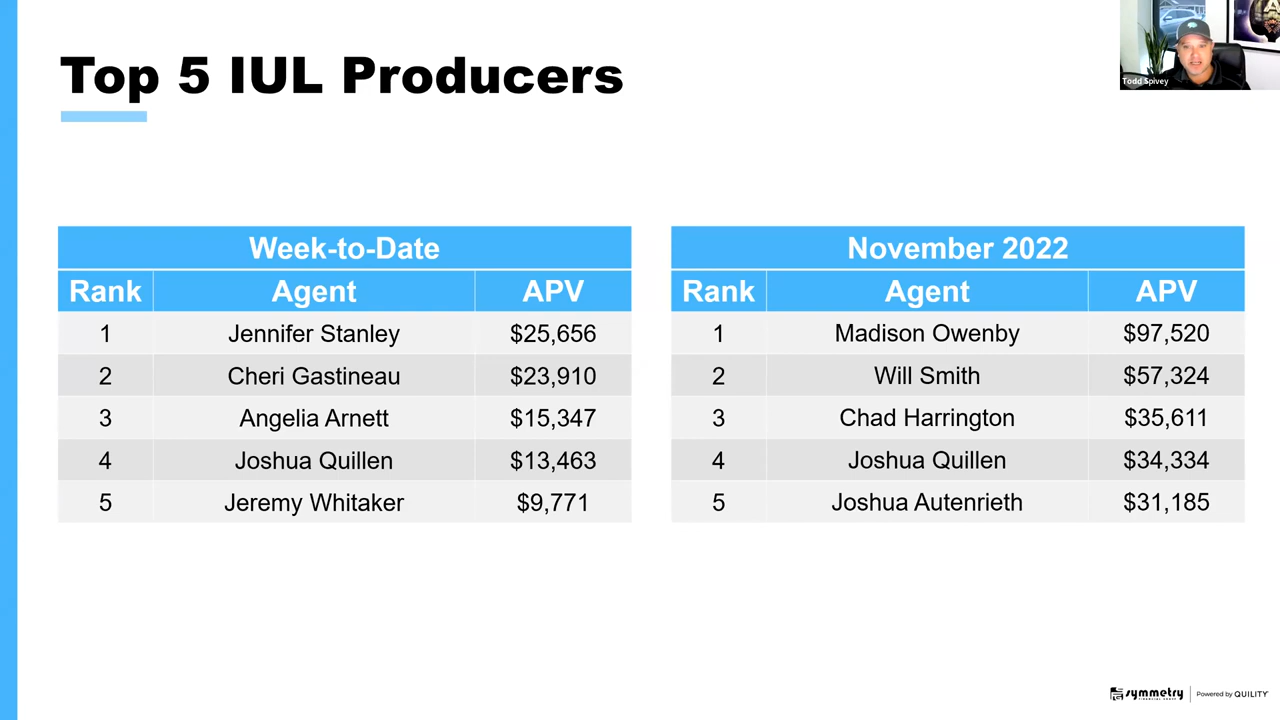 Top 5 IUL Producers
Todd Spivey
Week-to-Date
Rank Agent APV
1 Jennifer Stanley $25,656
2 Cheri Gastineau $23,910
3 Angelia Arnett $15,347
4 Joshua Quillen $13,463
5 Jeremy Whitaker $9,771
November 2022
Rank Agent APV
1 Madison Owenby $97,520
2 Will Smith $57,324
3 Chad Harrington $35,611
4 Joshua Quillen $34,334
5 Joshua Autenrieth $31,185
symmetry
FINANCIAL GROUP
Powered by QUILITY